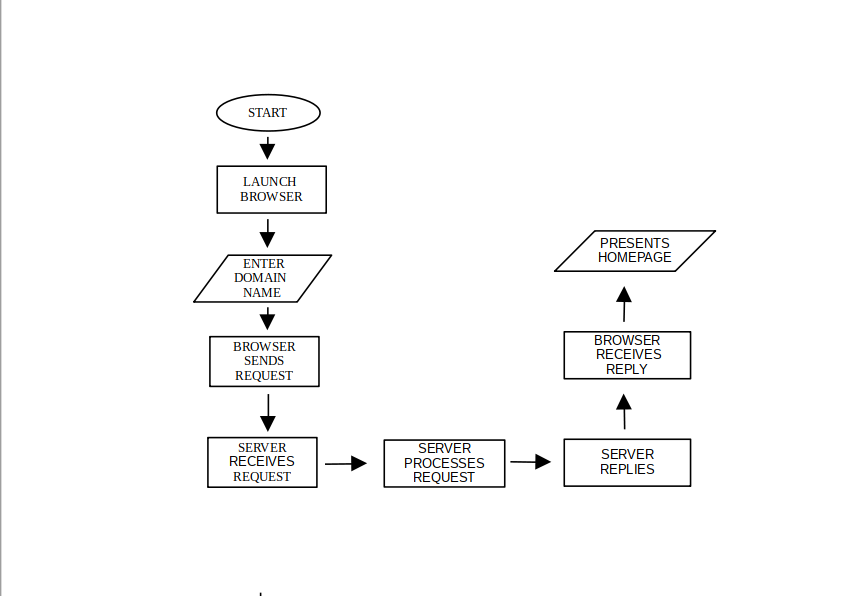 START
LAUNCH
BROWSER
ENTER
DOMAIN
NAME
BROWSER
SENDS
REQUEST
SERVER
RECEIVES
REQUEST
SERVER
PROCESSES
REQUEST
SERVER
REPLIES
BROWSER
RECEIVES
REPLY
PRESENTS
HOMEPAGE